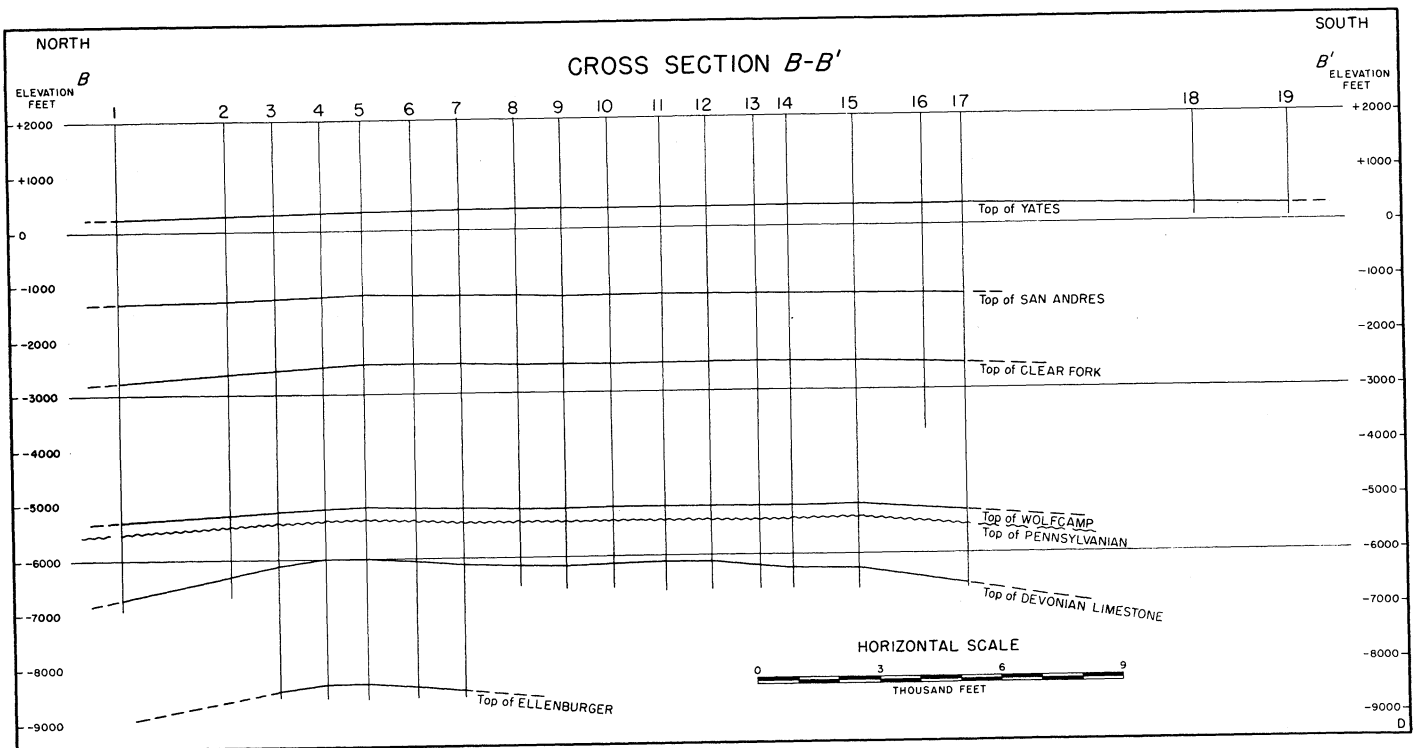 NORTH
SOUTH
CROSS SECTION B-B'
B
B'
ELEVATION
FEET
ELEVATION
FEET
1 2 3 4 5 6 7 8 9 10 11 12 13 14 15 16 17 18 19
+2000
+2000
+1000
+1000
Top of YATES
0
0
-1000
-1000
Top of SAN ANDRES
-2000
-2000
Top of CLEAR FORK
-3000
-3000
-4000
-4000
-5000
-5000
Top of WOLFCAMP
Top of PENNSYLVANIAN
-6000
-6000
Top of DEVONIAN LIMESTONE
-7000
-7000
HORIZONTAL SCALE
0 3 6 9
THOUSAND FEET
-8000
-8000
Top of ELLENBURGER
-9000
-9000
D